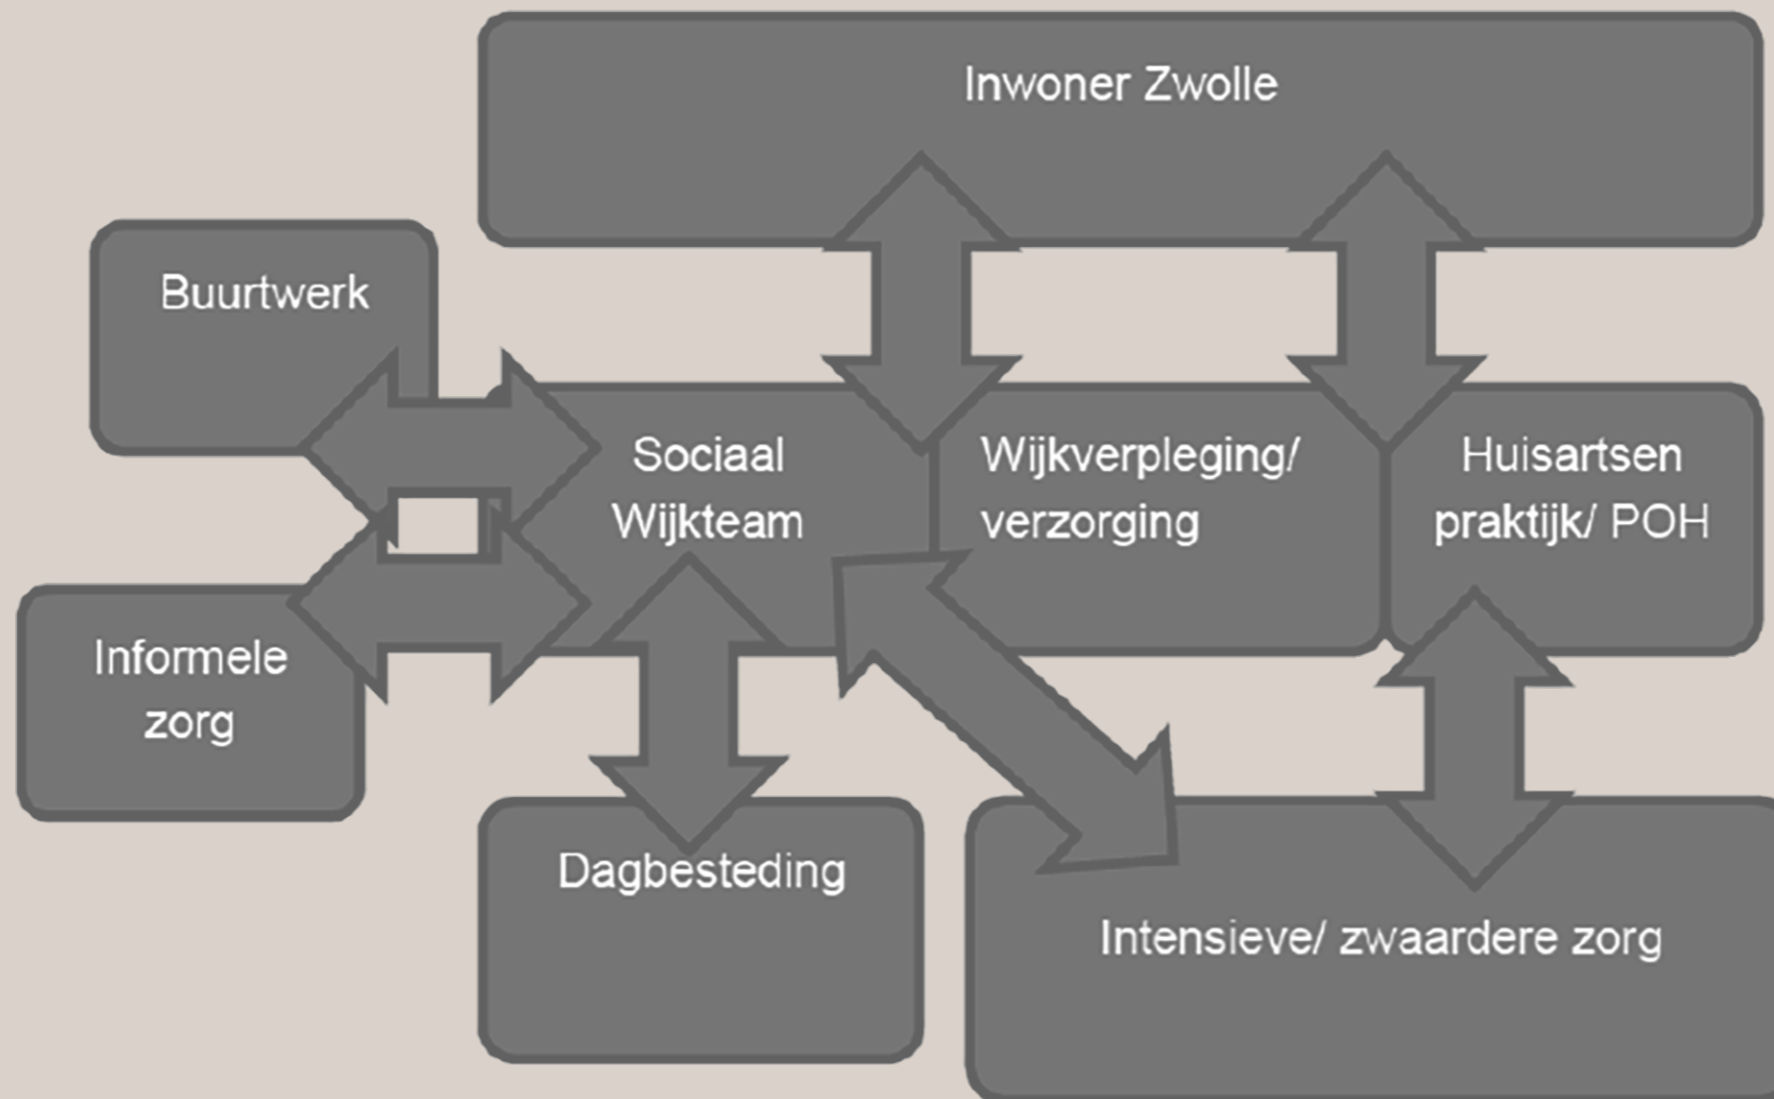 Inwoner Zwolle
Buurtwerk
Sociaal
Wijkteam
Wijkverpleging/
verzorging
Huisartsen
praktijk/ POH
Informele
zorg
Dagbesteding
Intensieve/ zwaardere zorg